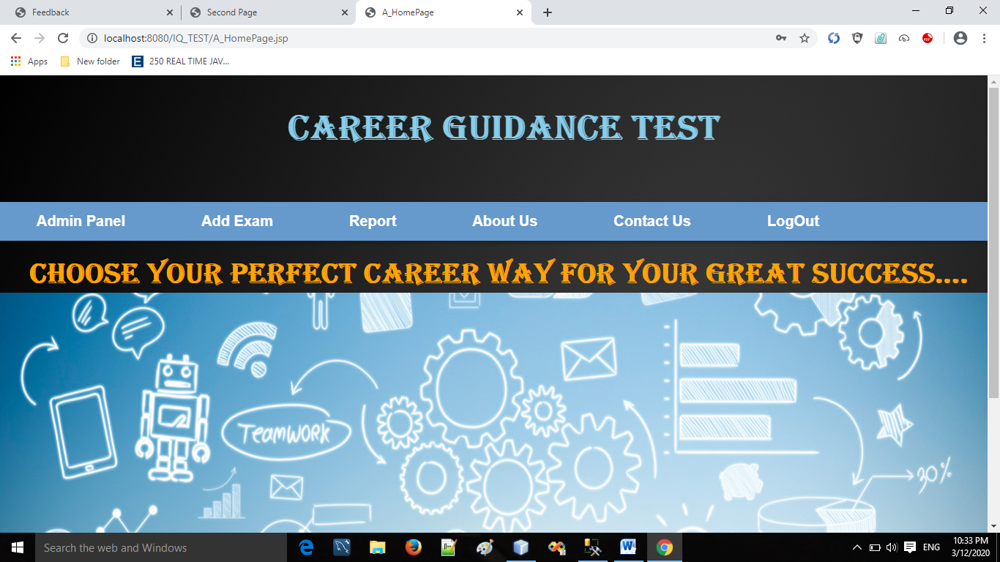 Feedback
Second Page
A_HomePage
localhost:8080/IQ_TEST/A_HomePage.jsp
Apps
New folder
E
250 REAL TIME JAV...
PDF
CAREER GUIDANCE TEST
Admin Panel Add Exam Report About Us Contact Us LogOut
CHOOSE YOUR PERFECT CAREER WAY FOR YOUR GREAT SUCCESS....
TEAMWORK
30%
Search the web and Windows
ENG
10:33 PM
3/12/2020